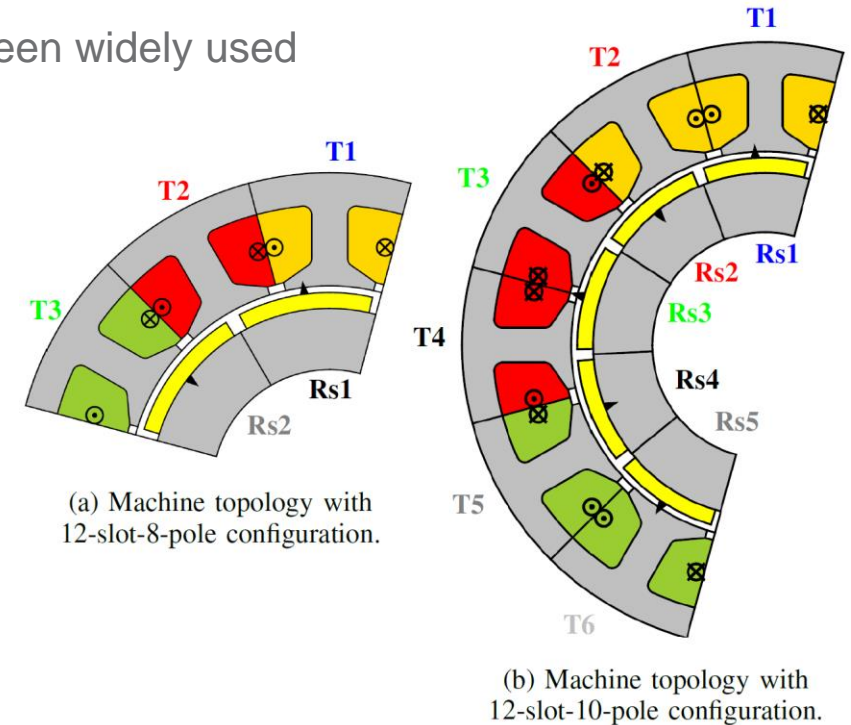 een widely used
T1
T2
T3
Rs1
Rs2
(a) Machine topology with
12-slot-8-pole configuration.
T1
T2
T3
T4
T5
T6
Rs1
Rs2
Rs3
Rs4
Rs5
(b) Machine topology with
12-slot-10-pole configuration.